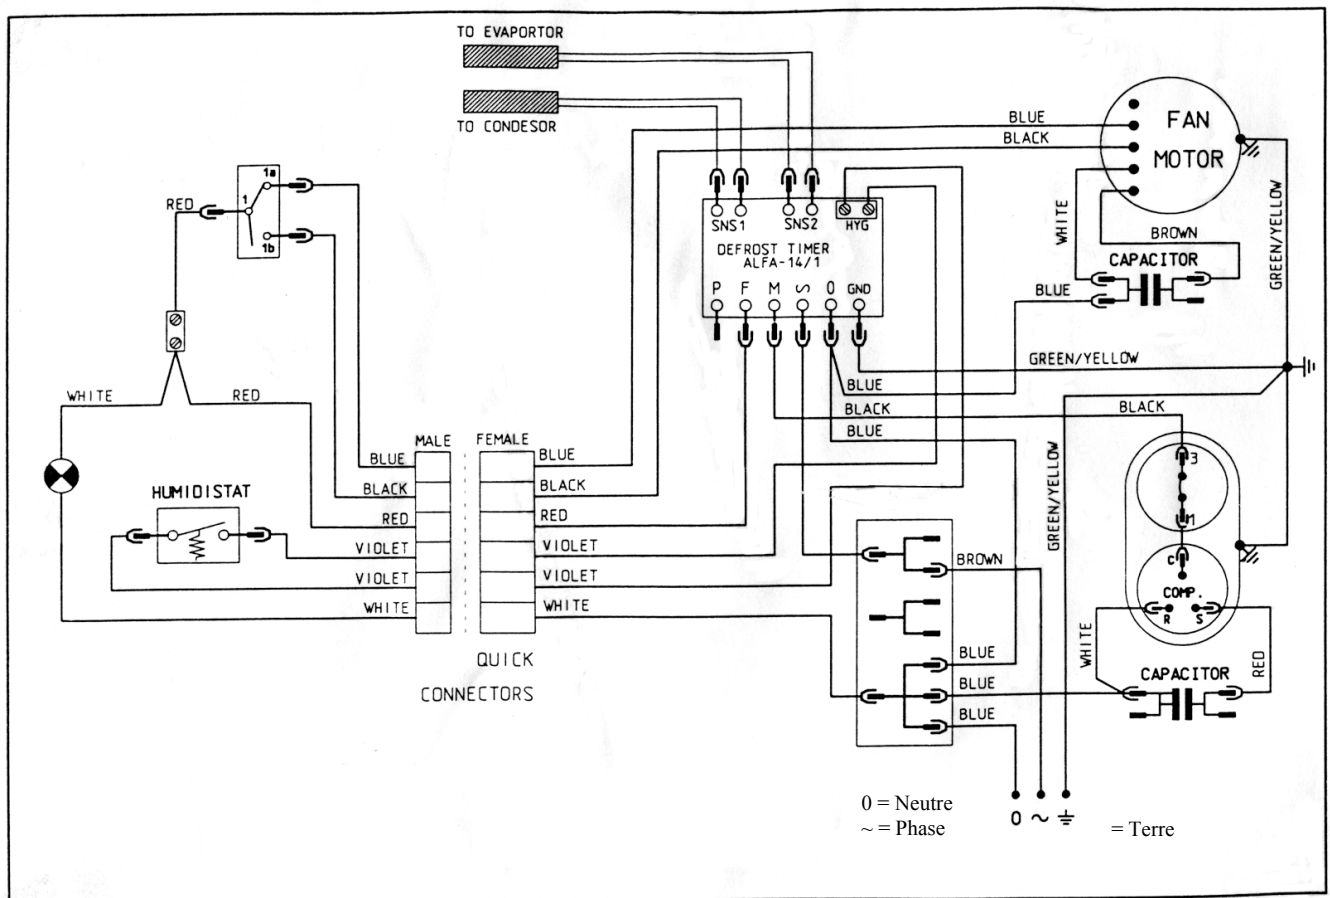 TO EVAPORTOR
TO CONDESOR
BLUE
BLACK
FAN
MOTOR
1a
1
1b
RED
SNS1
SNS2
HYG
DEFROST TIMER
ALFA-14/1
P F M S O GND
WHITE
BROWN
CAPACITOR
BLUE
GREEN/YELLOW
GREEN/YELLOW
BLUE
BLACK
BLUE
BLACK
WHITE
RED
MALE
FEMALE
BLUE
BLUE
BLACK
BLACK
RED
RED
VIOLET
VIOLET
VIOLET
VIOLET
WHITE
WHITE
HUMIDISTAT
QUICK
CONNECTORS
GREEN/YELLOW
BROWN
BLUE
BLUE
BLUE
3
M
C
COMP.
R
S
WHITE
RED
CAPACITOR
0 = Neutre
~ = Phase
0 ~
= Terre